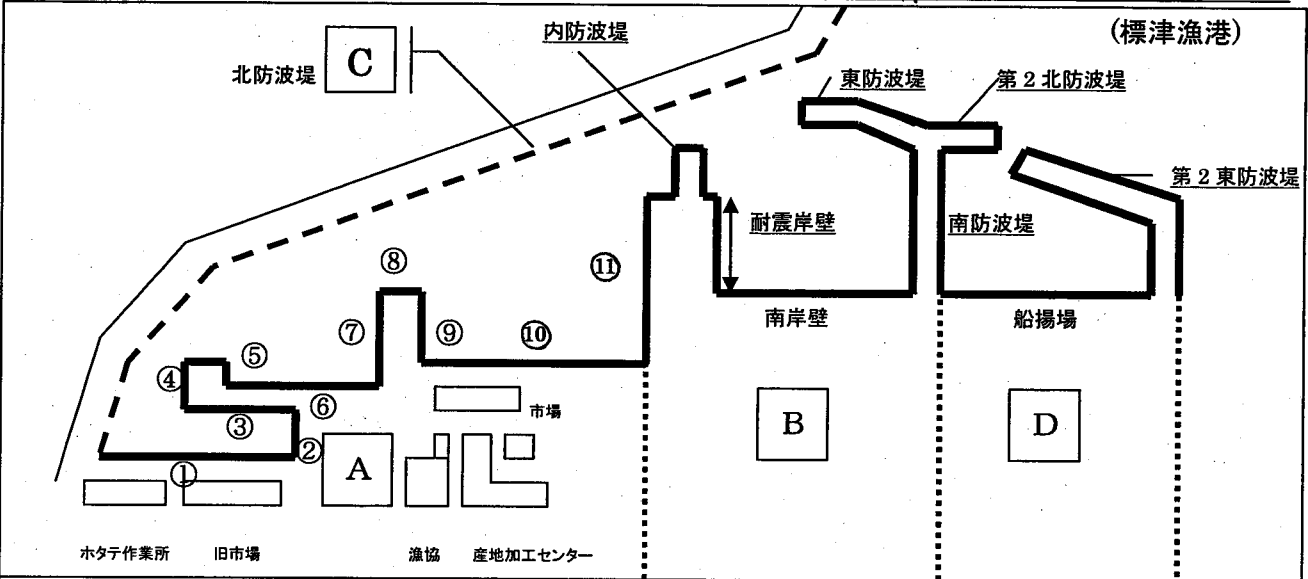 (標津漁港)
内防波堤
北防波堤
C
東防波堤
第2北防波堤
第2東防波堤
耐震岸壁
南防波堤
⑧
⑪
南岸壁
船揚場
⑦
⑨
⑩
⑤
④
⑥
③
②
①
市場
A
B
D
ホタテ作業所
旧市場
漁協
産地加工センター